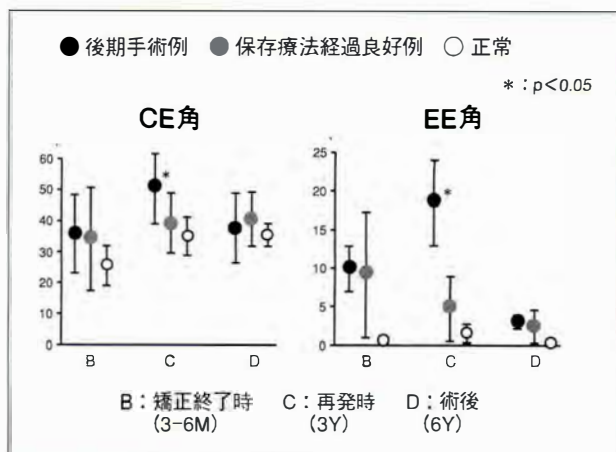 ●後期手術例 ●保存療法経過良好例 ○正常
*：p<0.05
CE角
EE角
60
50
40
30
20
10
0
B
C
*
D
25
20
15
10
5
0
B
C
*
D
B：矯正終了時 C：再発時 D：術後
(3-6M) (3Y) (6Y)